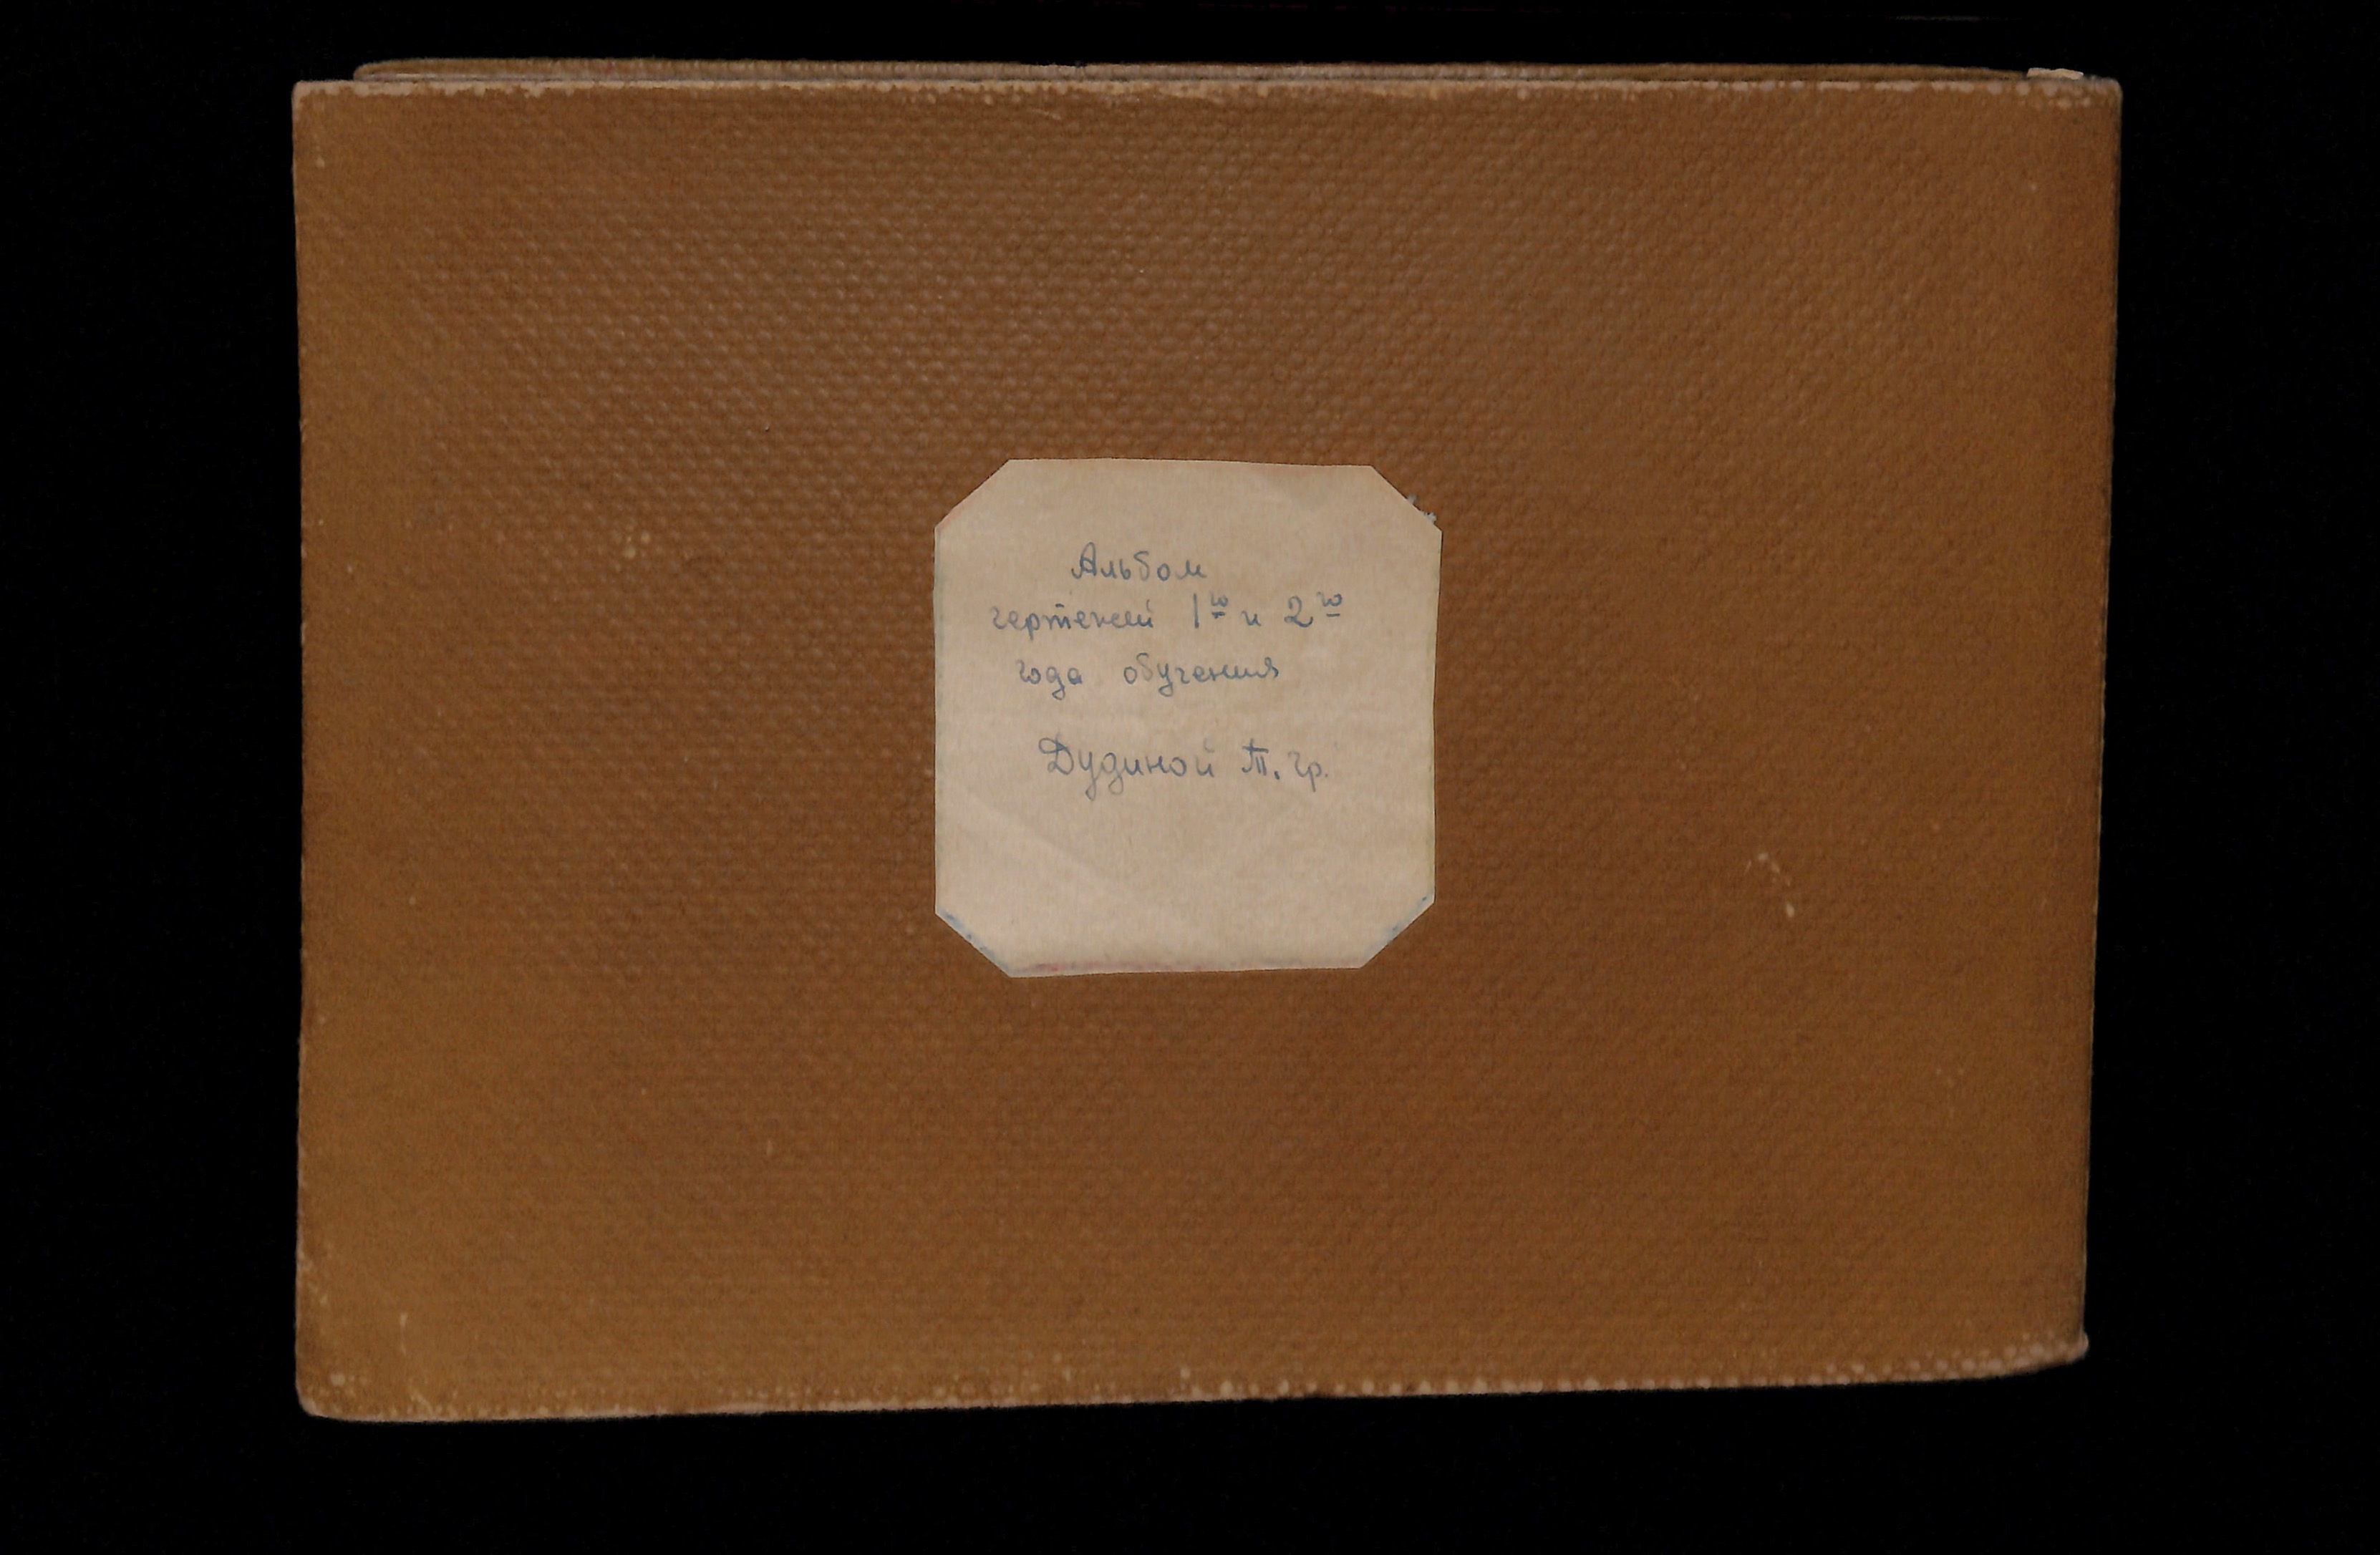 Альбом
чертежей 1го и 2го
года обучения
Дудиной Т. Гр.